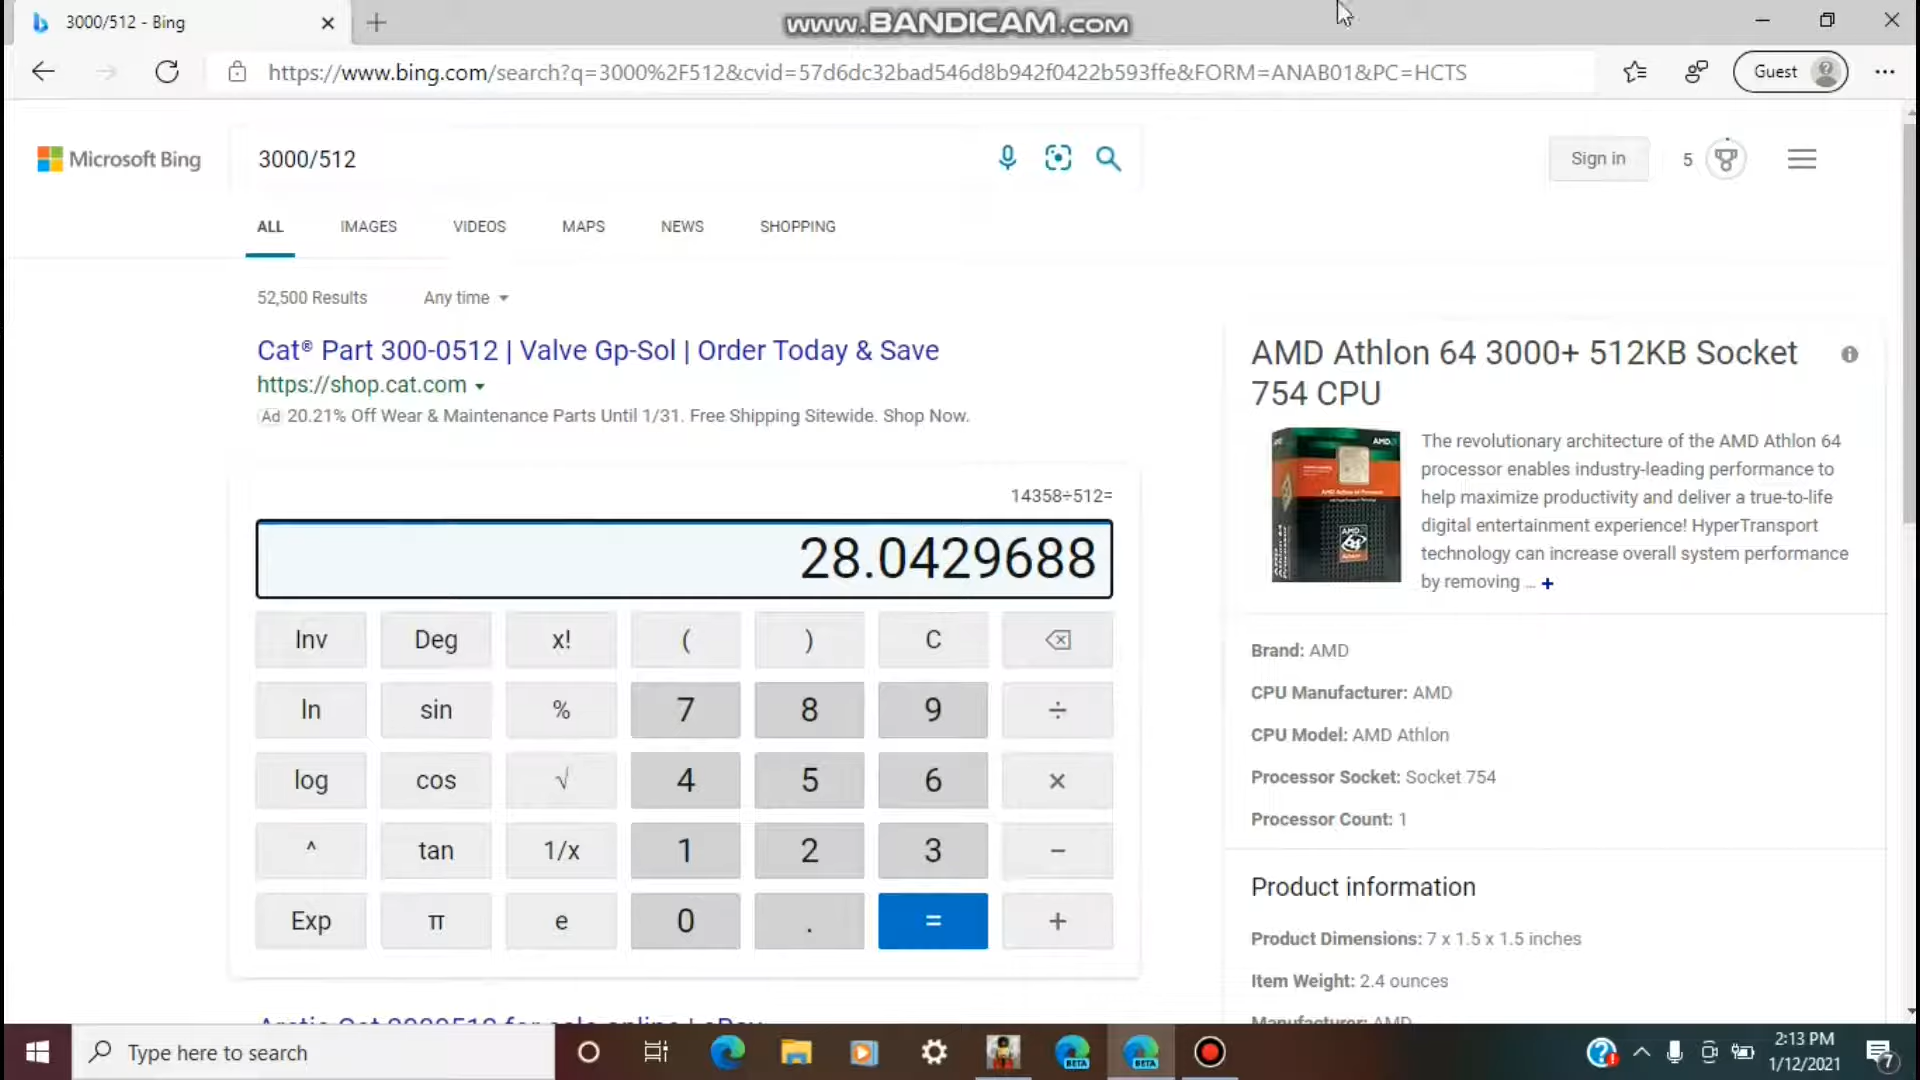 3000/512 - Bing
www.BANDICAM.com
https://www.bing.com/search?q=3000%2F512&cvid=57d6dc32bad546d8b942f0422b593ffe&FORM=ANAB01&PC=HCTS
Guest
Microsoft Bing
3000/512
Sign in
5
ALL IMAGES VIDEOS MAPS NEWS SHOPPING
52,500 Results Any time
Cat® Part 300-0512 | Valve Gp-Sol | Order Today & Save
https://shop.cat.com
Ad 20.21% Off Wear & Maintenance Parts Until 1/31. Free Shipping Sitewide. Shop Now.
14358÷512=
28.0429688
Inv Deg x! ( ) C
ln sin % 7 8 9 ÷
log cos √ 4 5 6 ×
^ tan 1/x 1 2 3 −
Exp π e 0 . = +
AMD Athlon 64 3000+ 512KB Socket
754 CPU
The revolutionary architecture of the AMD Athlon 64
processor enables industry-leading performance to
help maximize productivity and deliver a true-to-life
digital entertainment experience! HyperTransport
technology can increase overall system performance
by removing ... +
Brand: AMD
CPU Manufacturer: AMD
CPU Model: AMD Athlon
Processor Socket: Socket 754
Processor Count: 1
Product information
Product Dimensions: 7 x 1.5 x 1.5 inches
Item Weight: 2.4 ounces
Manufacturer: AMD
Type here to search
BETA
BETA
2:13 PM
1/12/2021
7